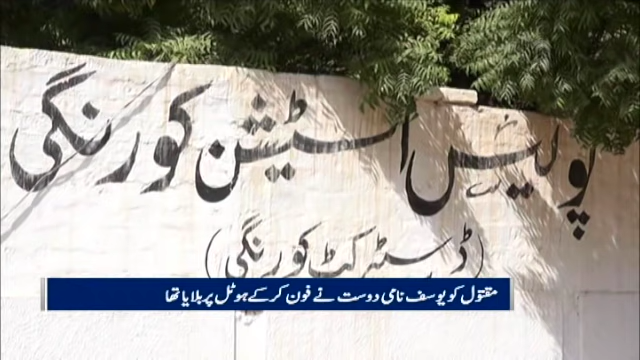 پولیس اسٹیشن کورنگی
(ڈسٹرکٹ کورنگی)
مقتول کو یوسف نامی دوست نے فون کر کے ہوٹل پر بلایا تھا